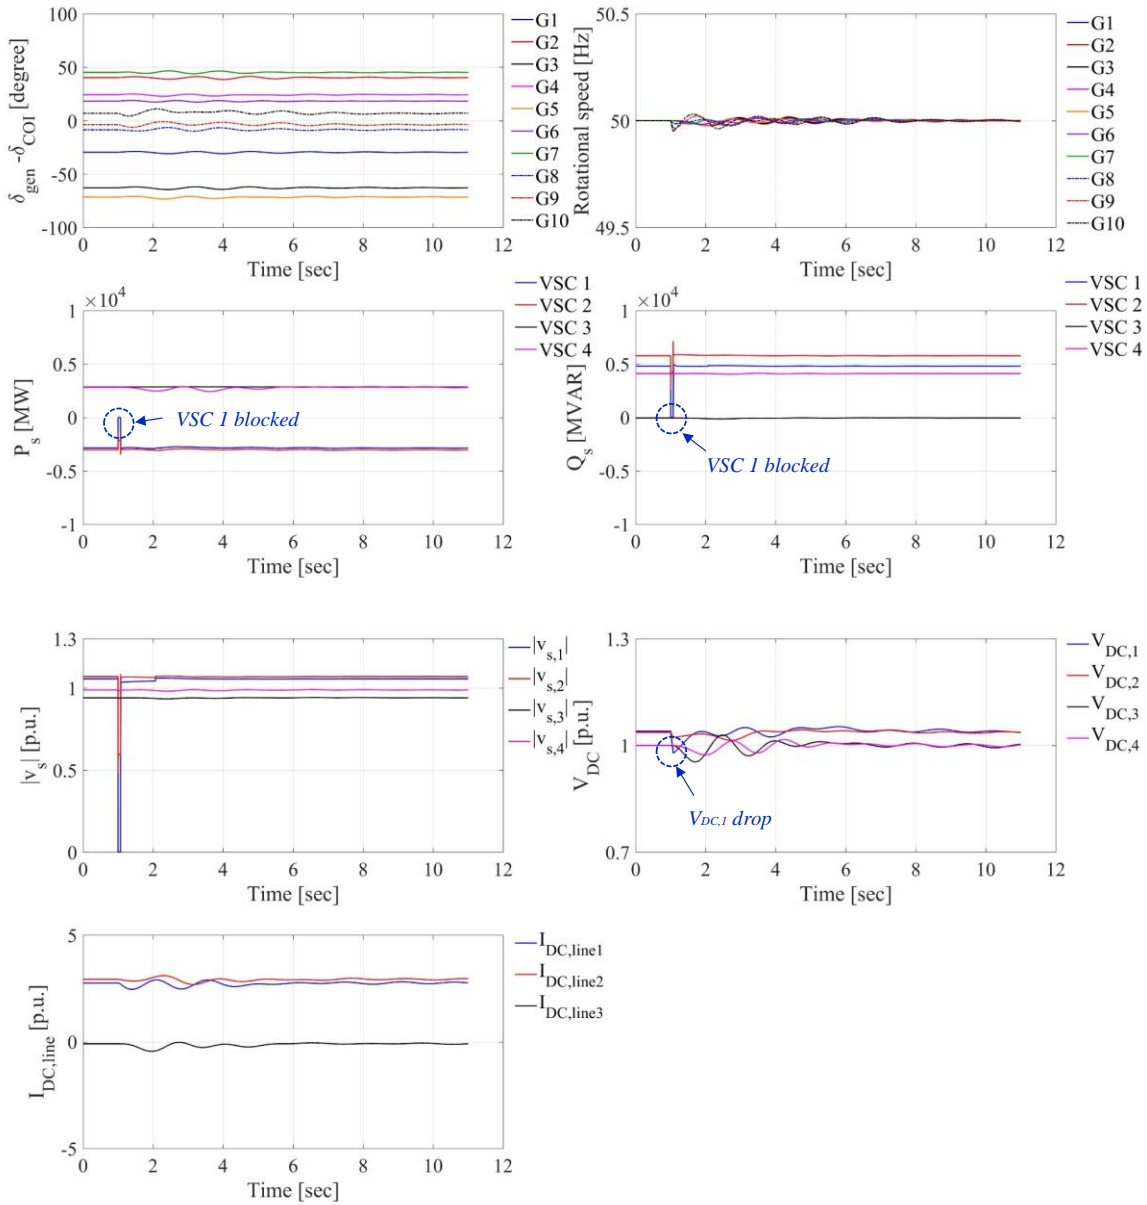 100
50
0
-50
-100
δgen -δCOI [degree]
0 2 4 6 8 10 12
Time [sec]
G1
G2
G3
G4
G5
G6
G7
G8
G9
G10
50.5
50
49.5
Rotational speed [Hz]
0 2 4 6 8 10 12
Time [sec]
G1
G2
G3
G4
G5
G6
G7
G8
G9
G10
×10^4
1
0.5
0
-0.5
-1
Ps [MW]
VSC 1 blocked
0 2 4 6 8 10 12
Time [sec]
VSC 1
VSC 2
VSC 3
VSC 4
×10^4
1
0.5
0
-0.5
-1
Qs [MVAR]
VSC 1 blocked
0 2 4 6 8 10 12
Time [sec]
VSC 1
VSC 2
VSC 3
VSC 4
1.3
1
0.5
0
|vs| [p.u.]
0 2 4 6 8 10 12
Time [sec]
|vs,1|
|vs,2|
|vs,3|
|vs,4|
1.3
1
0.7
VDC [p.u.]
VDC,1 drop
0 2 4 6 8 10 12
Time [sec]
VDC,1
VDC,2
VDC,3
VDC,4
5
0
-5
IDC,line [p.u.]
0 2 4 6 8 10 12
Time [sec]
IDC,line1
IDC,line2
IDC,line3